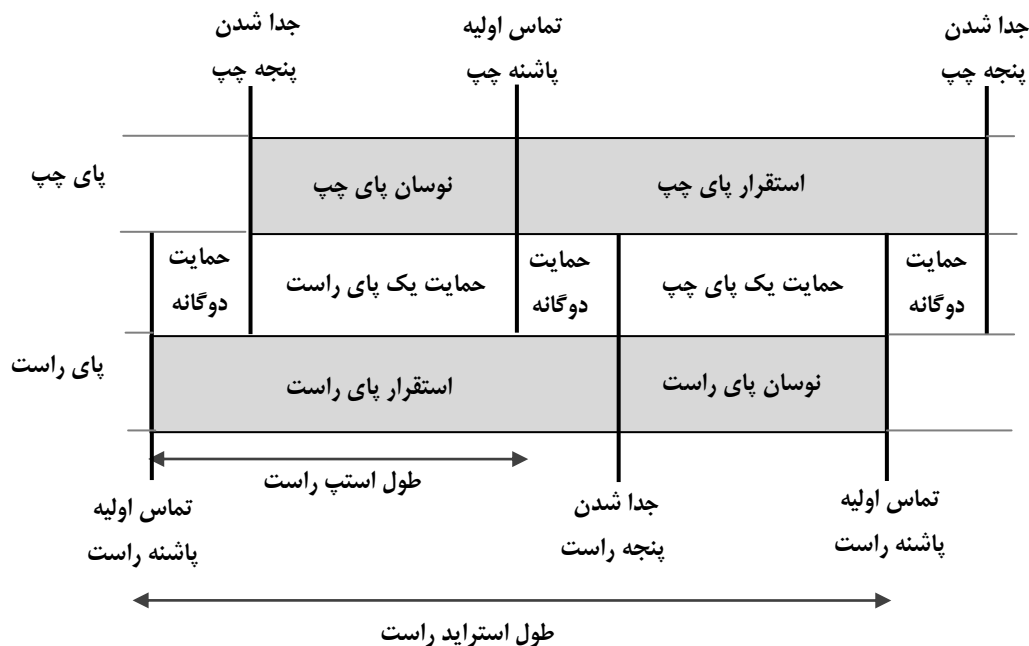 جدا شدن
پنجه چپ
تماس اولیه
پاشنه چپ
جدا شدن
پنجه چپ
پای چپ
نوسان پای چپ
استقرار پای چپ
حمایت
دوگانه
حمایت یک پای راست
حمایت
دوگانه
حمایت یک پای چپ
حمایت
دوگانه
پای راست
استقرار پای راست
نوسان پای راست
طول استپ راست
تماس اولیه
پاشنه راست
جدا شدن
پنجه راست
تماس اولیه
پاشنه راست
طول استراید راست